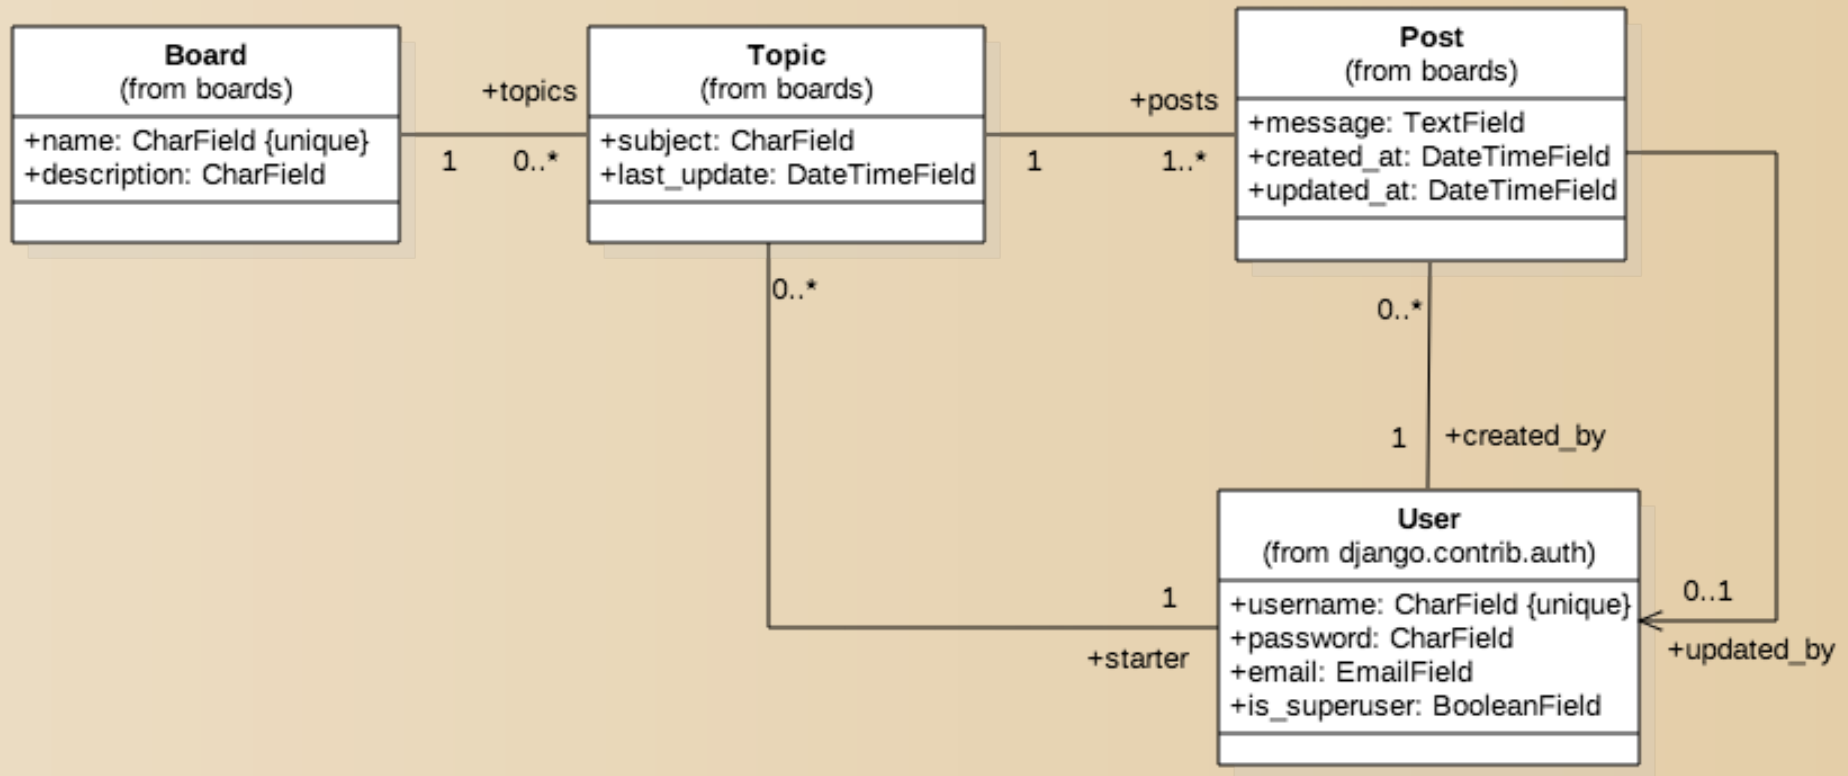 Board
(from boards)
+name: CharField {unique}
+description: CharField
+topics
1
0..*
Topic
(from boards)
+subject: CharField
+last_update: DateTimeField
+posts
1
1..*
Post
(from boards)
+message: TextField
+created_at: DateTimeField
+updated_at: DateTimeField
0..*
0..*
1
+created_by
1
+starter
User
(from django.contrib.auth)
+username: CharField {unique}
+password: CharField
+email: EmailField
+is_superuser: BooleanField
0..1
+updated_by